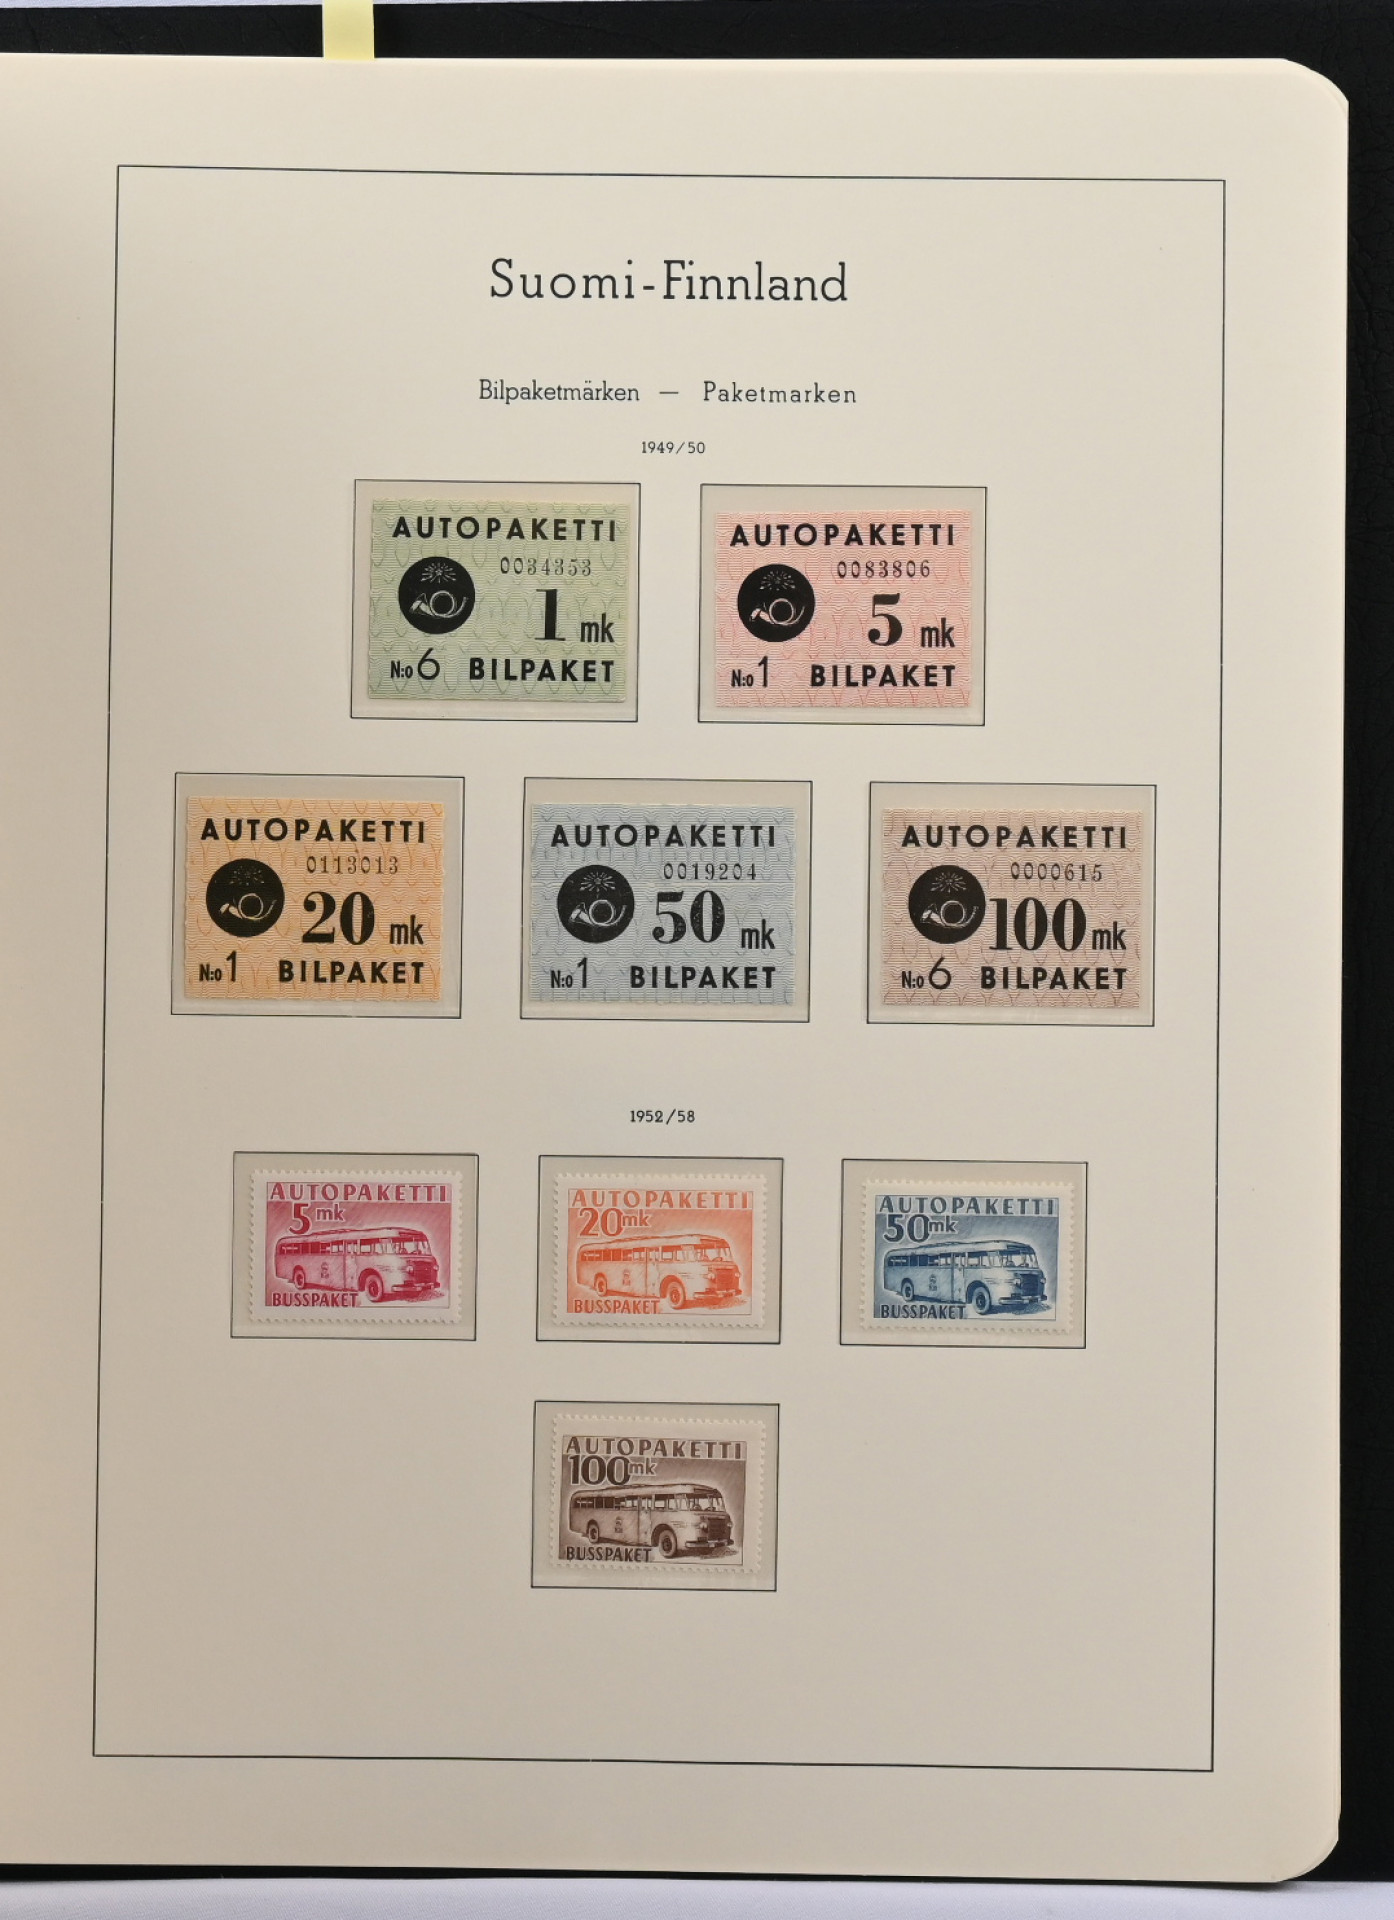 Suomi-Finnland
Bilpaketmärken — Paketmarken
1949/50
AUTOPAKETTI
0034353
1 mk
N:o 6 BILPAKET
AUTOPAKETTI
0083806
5 mk
N:o 1 BILPAKET
AUTOPAKETTI
0113013
20 mk
N:o 1 BILPAKET
AUTOPAKETTI
0019204
50 mk
N:o 1 BILPAKET
AUTOPAKETTI
0000615
100 mk
N:o 6 BILPAKET
1952/58
AUTOPAKETTI
5 mk
BUSSPAKET
AUTOPAKETTI
20 mk
BUSSPAKET
AUTOPAKETTI
50 mk
BUSSPAKET
AUTOPAKETTI
100 mk
BUSSPAKET